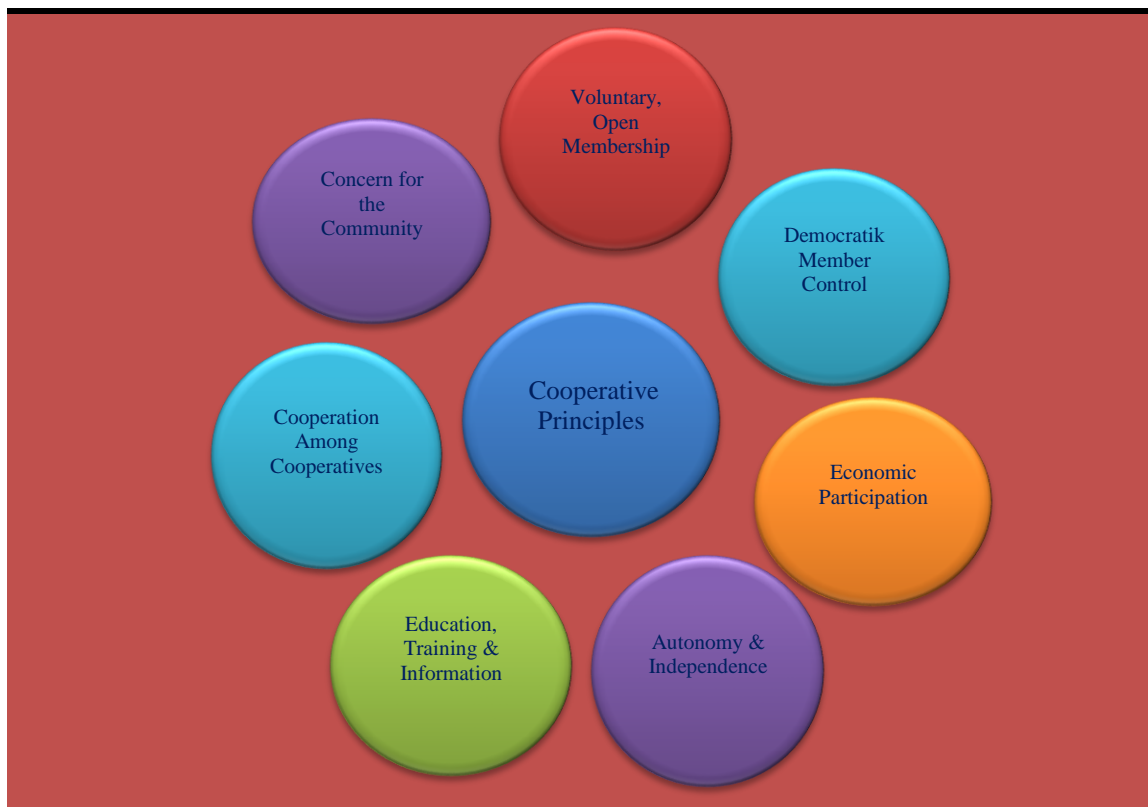 Voluntary,
Open
Membership
Concern for
the
Community
Democratik
Member
Control
Cooperative
Principles
Cooperation
Among
Cooperatives
Economic
Participation
Education,
Training &
Information
Autonomy &
Independence